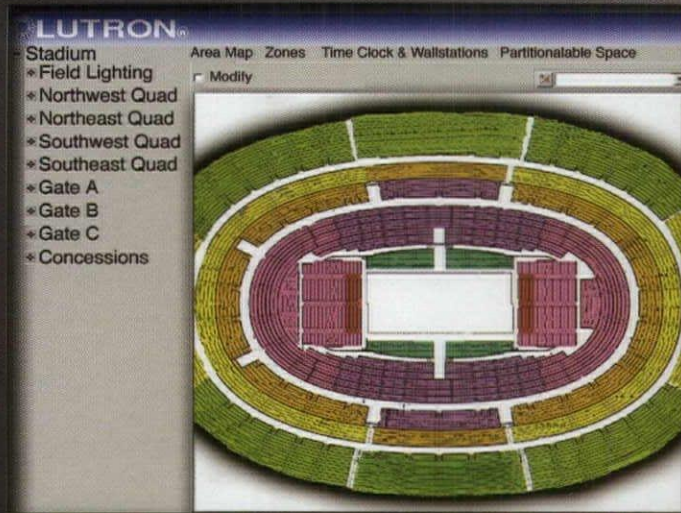 LUTRON®
Stadium
Field Lighting
Northwest Quad
Northeast Quad
Southwest Quad
Southeast Quad
Gate A
Gate B
Gate C
Concessions
Area Map Zones Time Clock & Wallstations Partitionalable Space
Modify